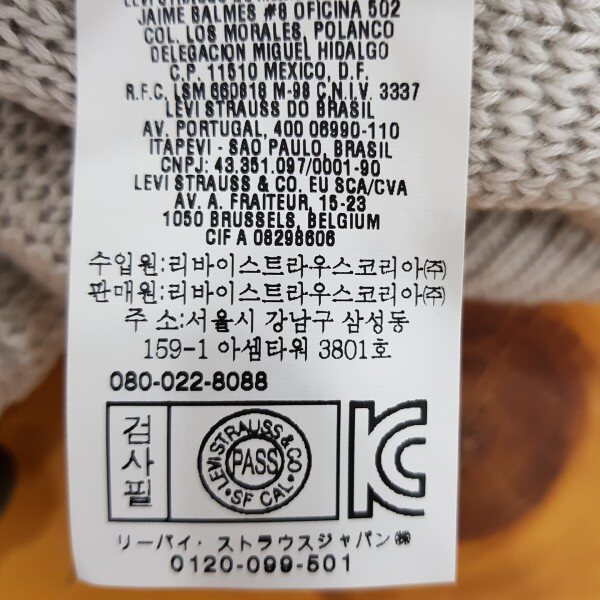 LEVI STRAUSS DE
JAIME BALMES #8 OFICINA 502
COL. LOS MORALES, POLANCO
DELEGACION MIGUEL HIDALGO
C.P. 11510 MEXICO, D.F.
R.F.C. LSM 660818 M-98 C.N.I.V. 3337
LEVI STRAUSS DO BRASIL
AV. PORTUGAL, 400 06990-110
ITAPEVI - SAO PAULO, BRASIL
CNPJ: 43.351.097/0001-90
LEVI STRAUSS & CO. EU SCA/CVA
AV. A. FRAITEUR, 15-23
1050 BRUSSELS, BELGIUM
CIF A 08298606
수입원:리바이스트라우스코리아㈜
판매원:리바이스트라우스코리아㈜
주 소:서울시 강남구 삼성동
159-1 아셈타워 3801호
080-022-8088
검사필
LEVI STRAUSS & CO.
PASS
SF CAL
KC
リーバイ・ストラウスジャパン㈱
0120-099-501